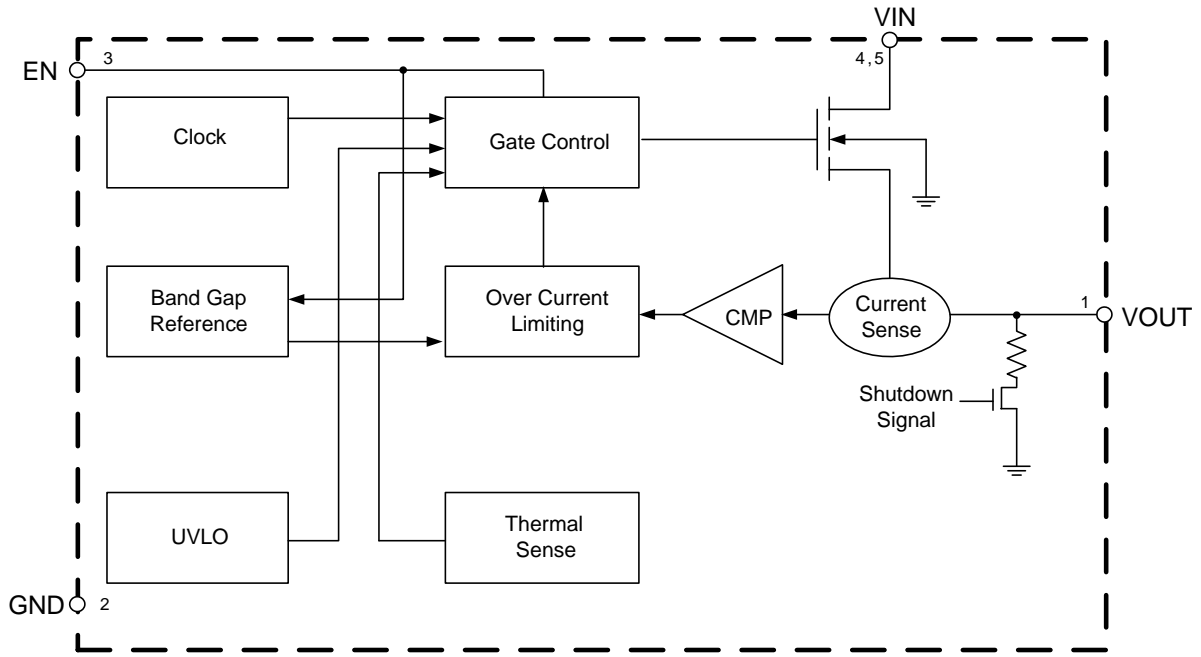 VIN
4,5
EN
3
Clock
Gate Control
Band Gap
Reference
Over Current
Limiting
CMP
Current
Sense
1
VOUT
Shutdown
Signal
UVLO
Thermal
Sense
GND
2